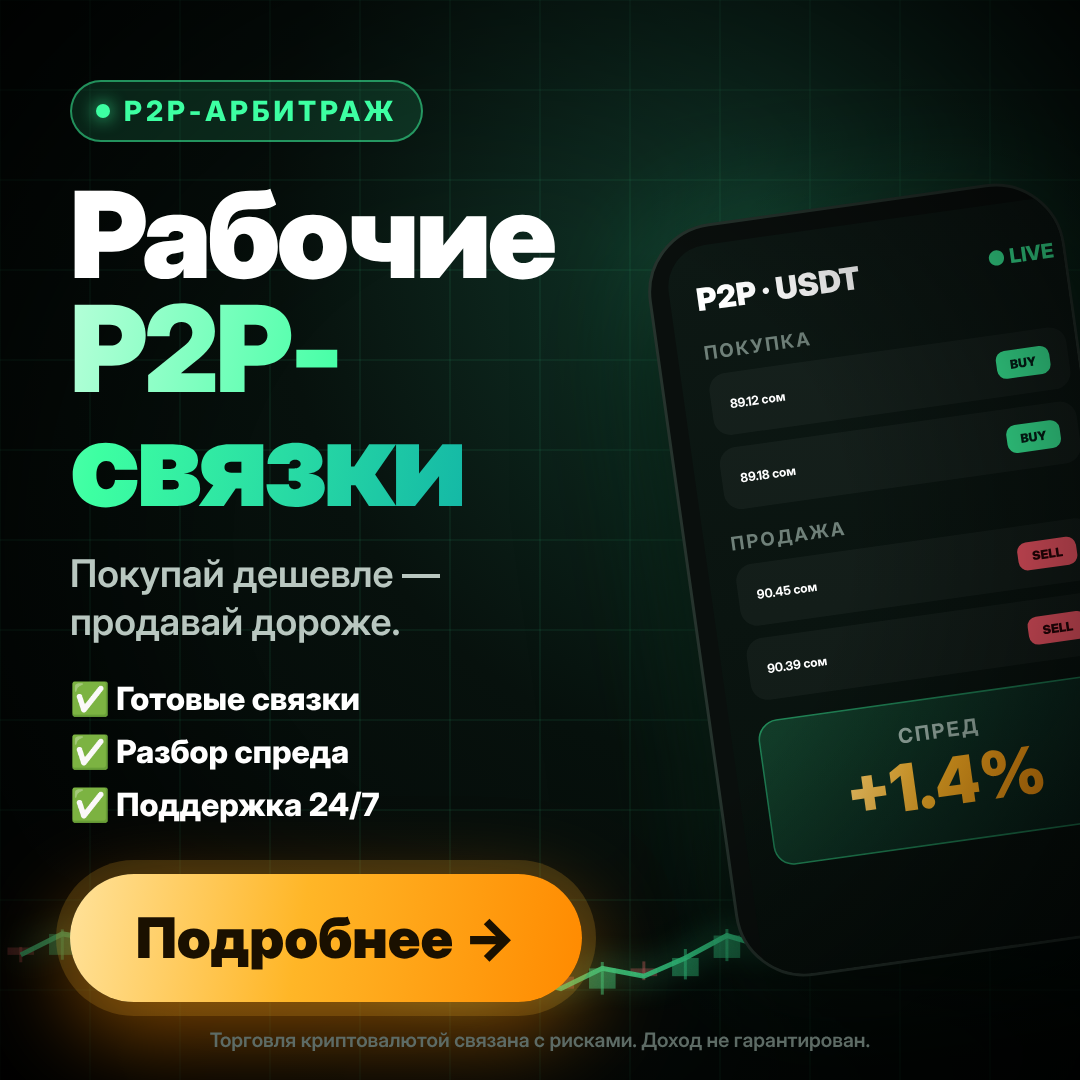 P2P-АРБИТРАЖ
Рабочие
P2P-
связки
Покупай дешевле —
продавай дороже.
✅ Готовые связки
✅ Разбор спреда
✅ Поддержка 24/7
Подробнее →
P2P · USDT
LIVE
ПОКУПКА
89.12 сом
BUY
89.18 сом
BUY
ПРОДАЖА
90.45 сом
SELL
90.39 сом
SELL
СПРЕД
+1.4%
Торговля криптовалютой связана с рисками. Доход не гарантирован.